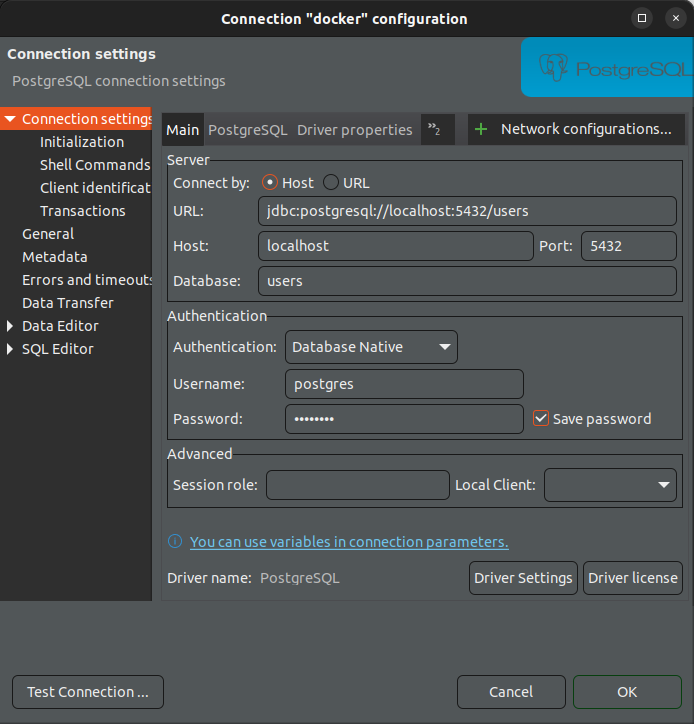 Connection "docker" configuration
Connection settings
PostgreSQL connection settings
PostgreSQL
Connection settings
Initialization
Shell Commands
Client identificat
Transactions
General
Metadata
Errors and timeouts
Data Transfer
Data Editor
SQL Editor
Main PostgreSQL Driver properties »2 Network configurations...
Server
Connect by: Host URL
URL: jdbc:postgresql://localhost:5432/users
Host: localhost Port: 5432
Database: users
Authentication
Authentication: Database Native
Username: postgres
Password: •••••••• Save password
Advanced
Session role: Local Client:
You can use variables in connection parameters.
Driver name: PostgreSQL Driver Settings Driver license
Test Connection ... Cancel OK